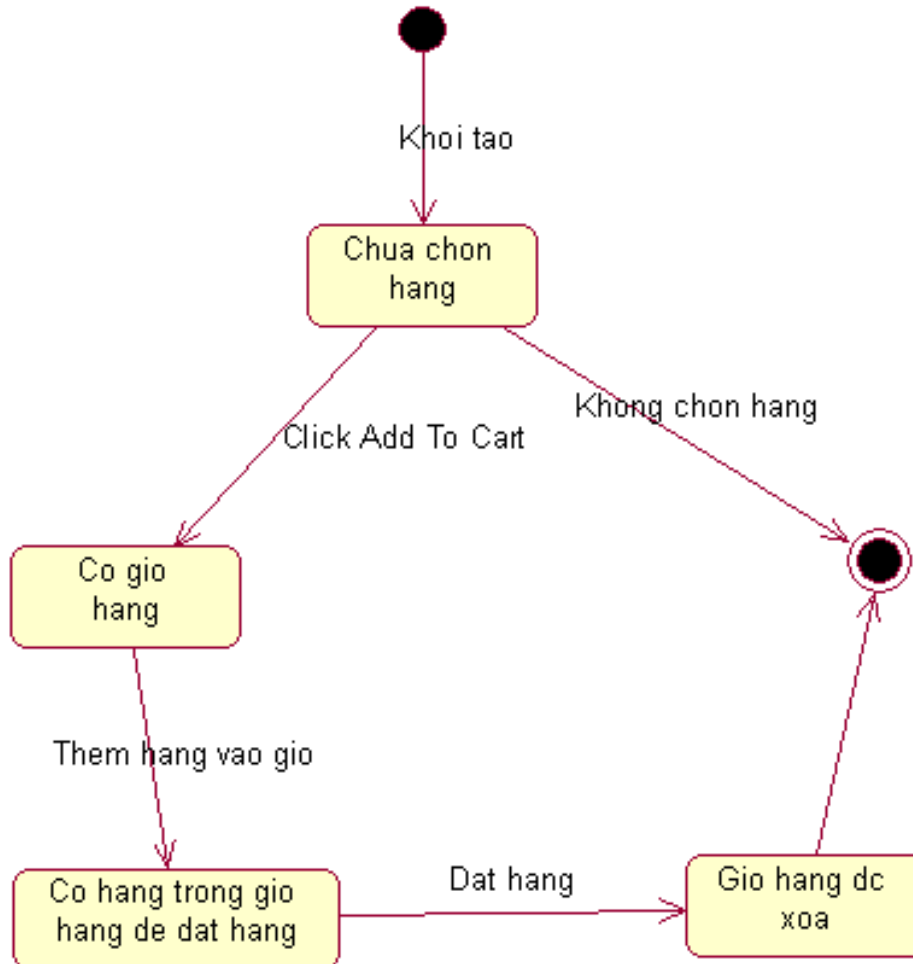 Khoi tao
Chua chon
hang
Khong chon hang
Click Add To Cart
Co gio
hang
Them hang vao gio
Co hang trong gio
hang de dat hang
Dat hang
Gio hang dc
xoa